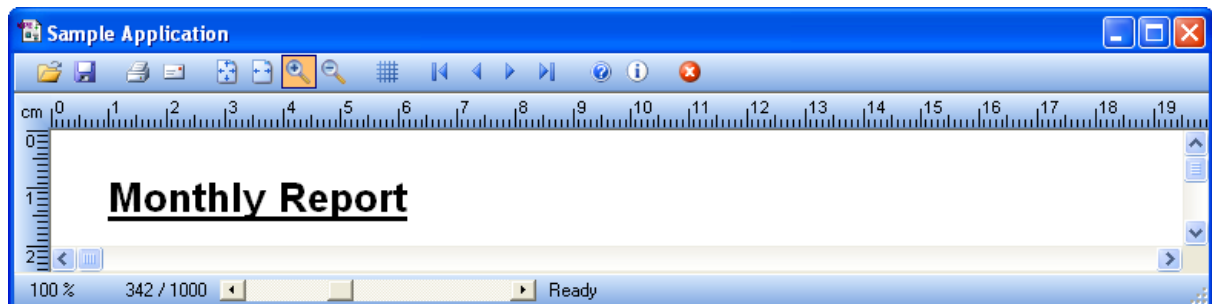 Sample Application
cm 0 1 2 3 4 5 6 7 8 9 10 11 12 13 14 15 16 17 18 19
0
Monthly Report
1
2
100 % 342 / 1000 Ready